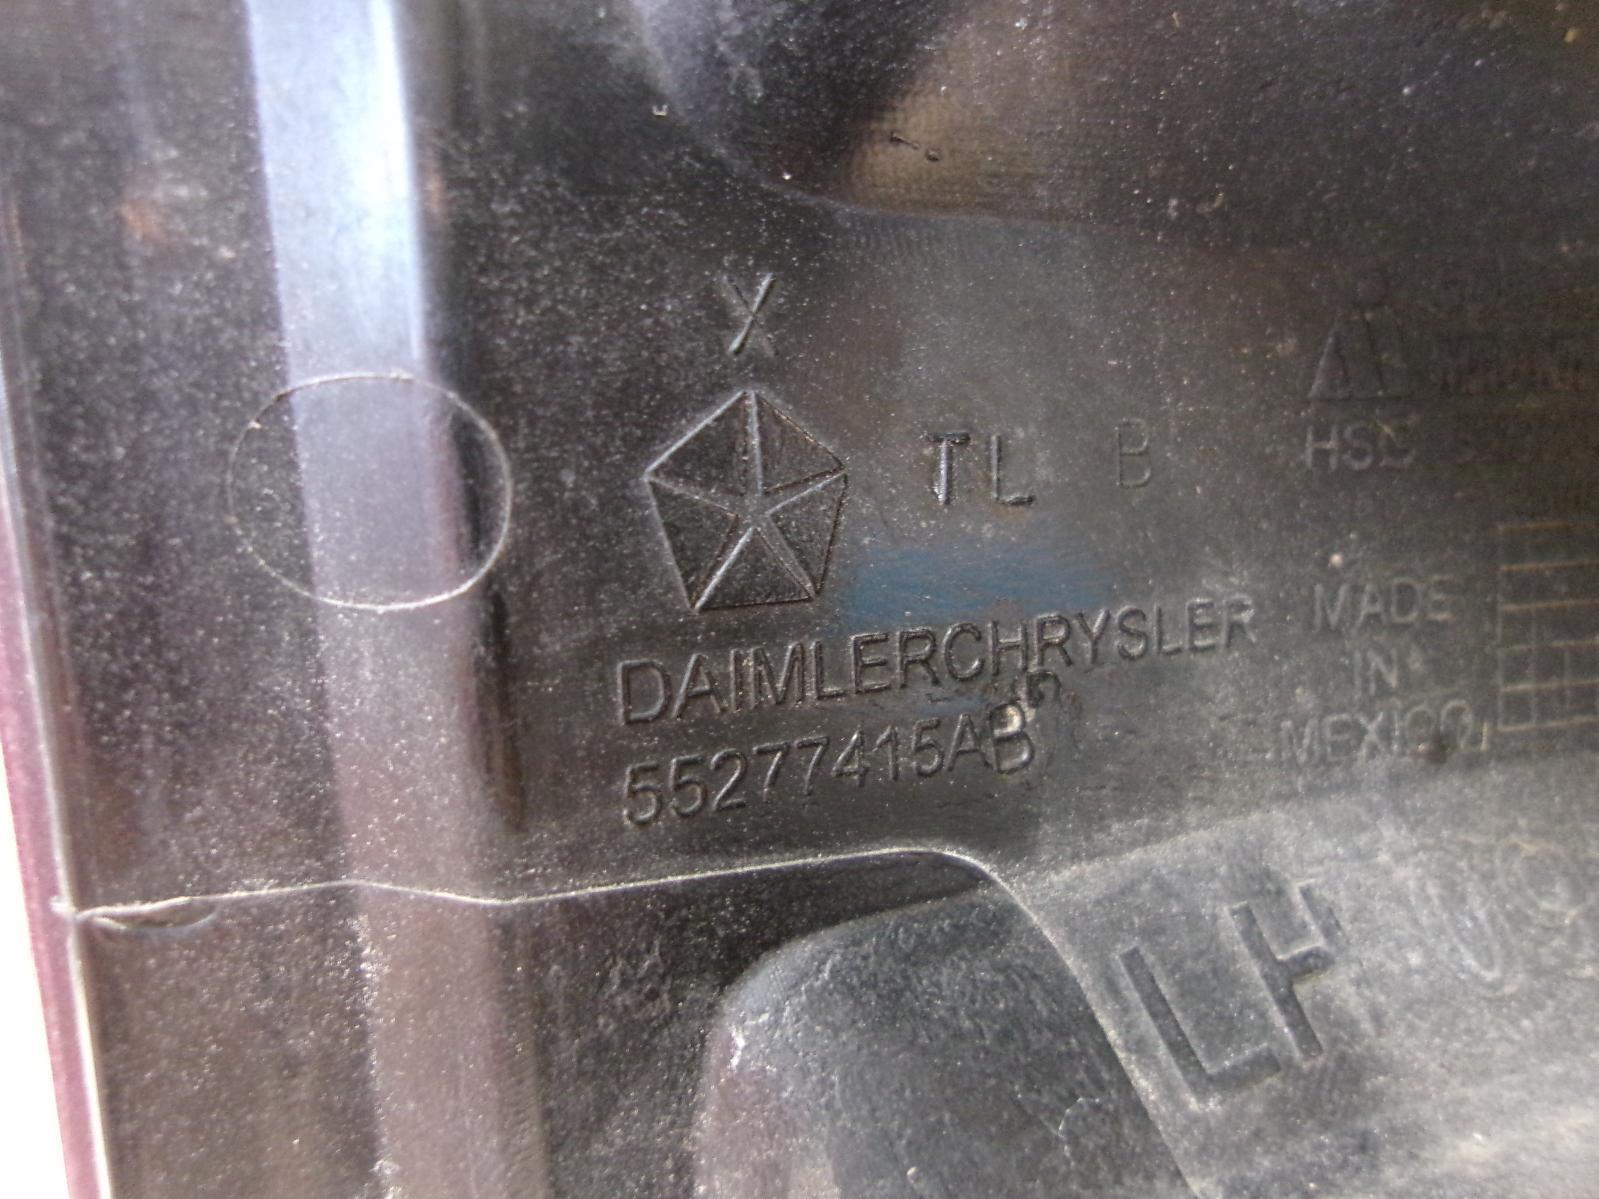 X
TL B
HSC
DAIMLERCHRYSLER
55277415AB
MADE
IN
MEXICO
LH